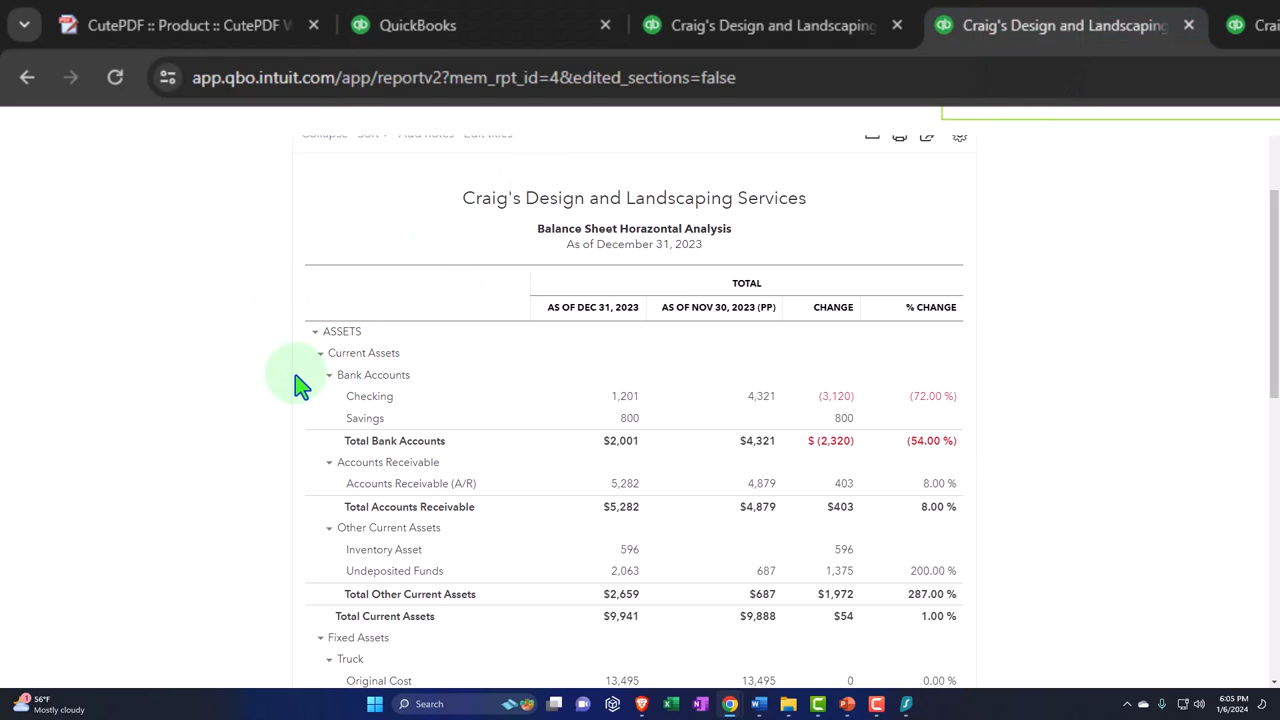 CutePDF :: Product :: CutePDF W
QuickBooks
Craig's Design and Landscaping
Craig's Design and Landscaping
Cra
app.qbo.intuit.com/app/reportv2?mem_rpt_id=4&edited_sections=false
Collapse Sort Add notes Edit titles
Craig's Design and Landscaping Services
Balance Sheet Horazontal Analysis
As of December 31, 2023
TOTAL
AS OF DEC 31, 2023 AS OF NOV 30, 2023 (PP) CHANGE % CHANGE
ASSETS
Current Assets
Bank Accounts
Checking 1,201 4,321 (3,120) (72.00 %)
Savings 800 800
Total Bank Accounts $2,001 $4,321 $ (2,320) (54.00 %)
Accounts Receivable
Accounts Receivable (A/R) 5,282 4,879 403 8.00 %
Total Accounts Receivable $5,282 $4,879 $403 8.00 %
Other Current Assets
Inventory Asset 596 596
Undeposited Funds 2,063 687 1,375 200.00 %
Total Other Current Assets $2,659 $687 $1,972 287.00 %
Total Current Assets $9,941 $9,888 $54 1.00 %
Fixed Assets
Truck
Original Cost 13,495 13,495 0 0.00 %
1
56°F
Mostly cloudy
Search
6:05 PM
1/6/2024